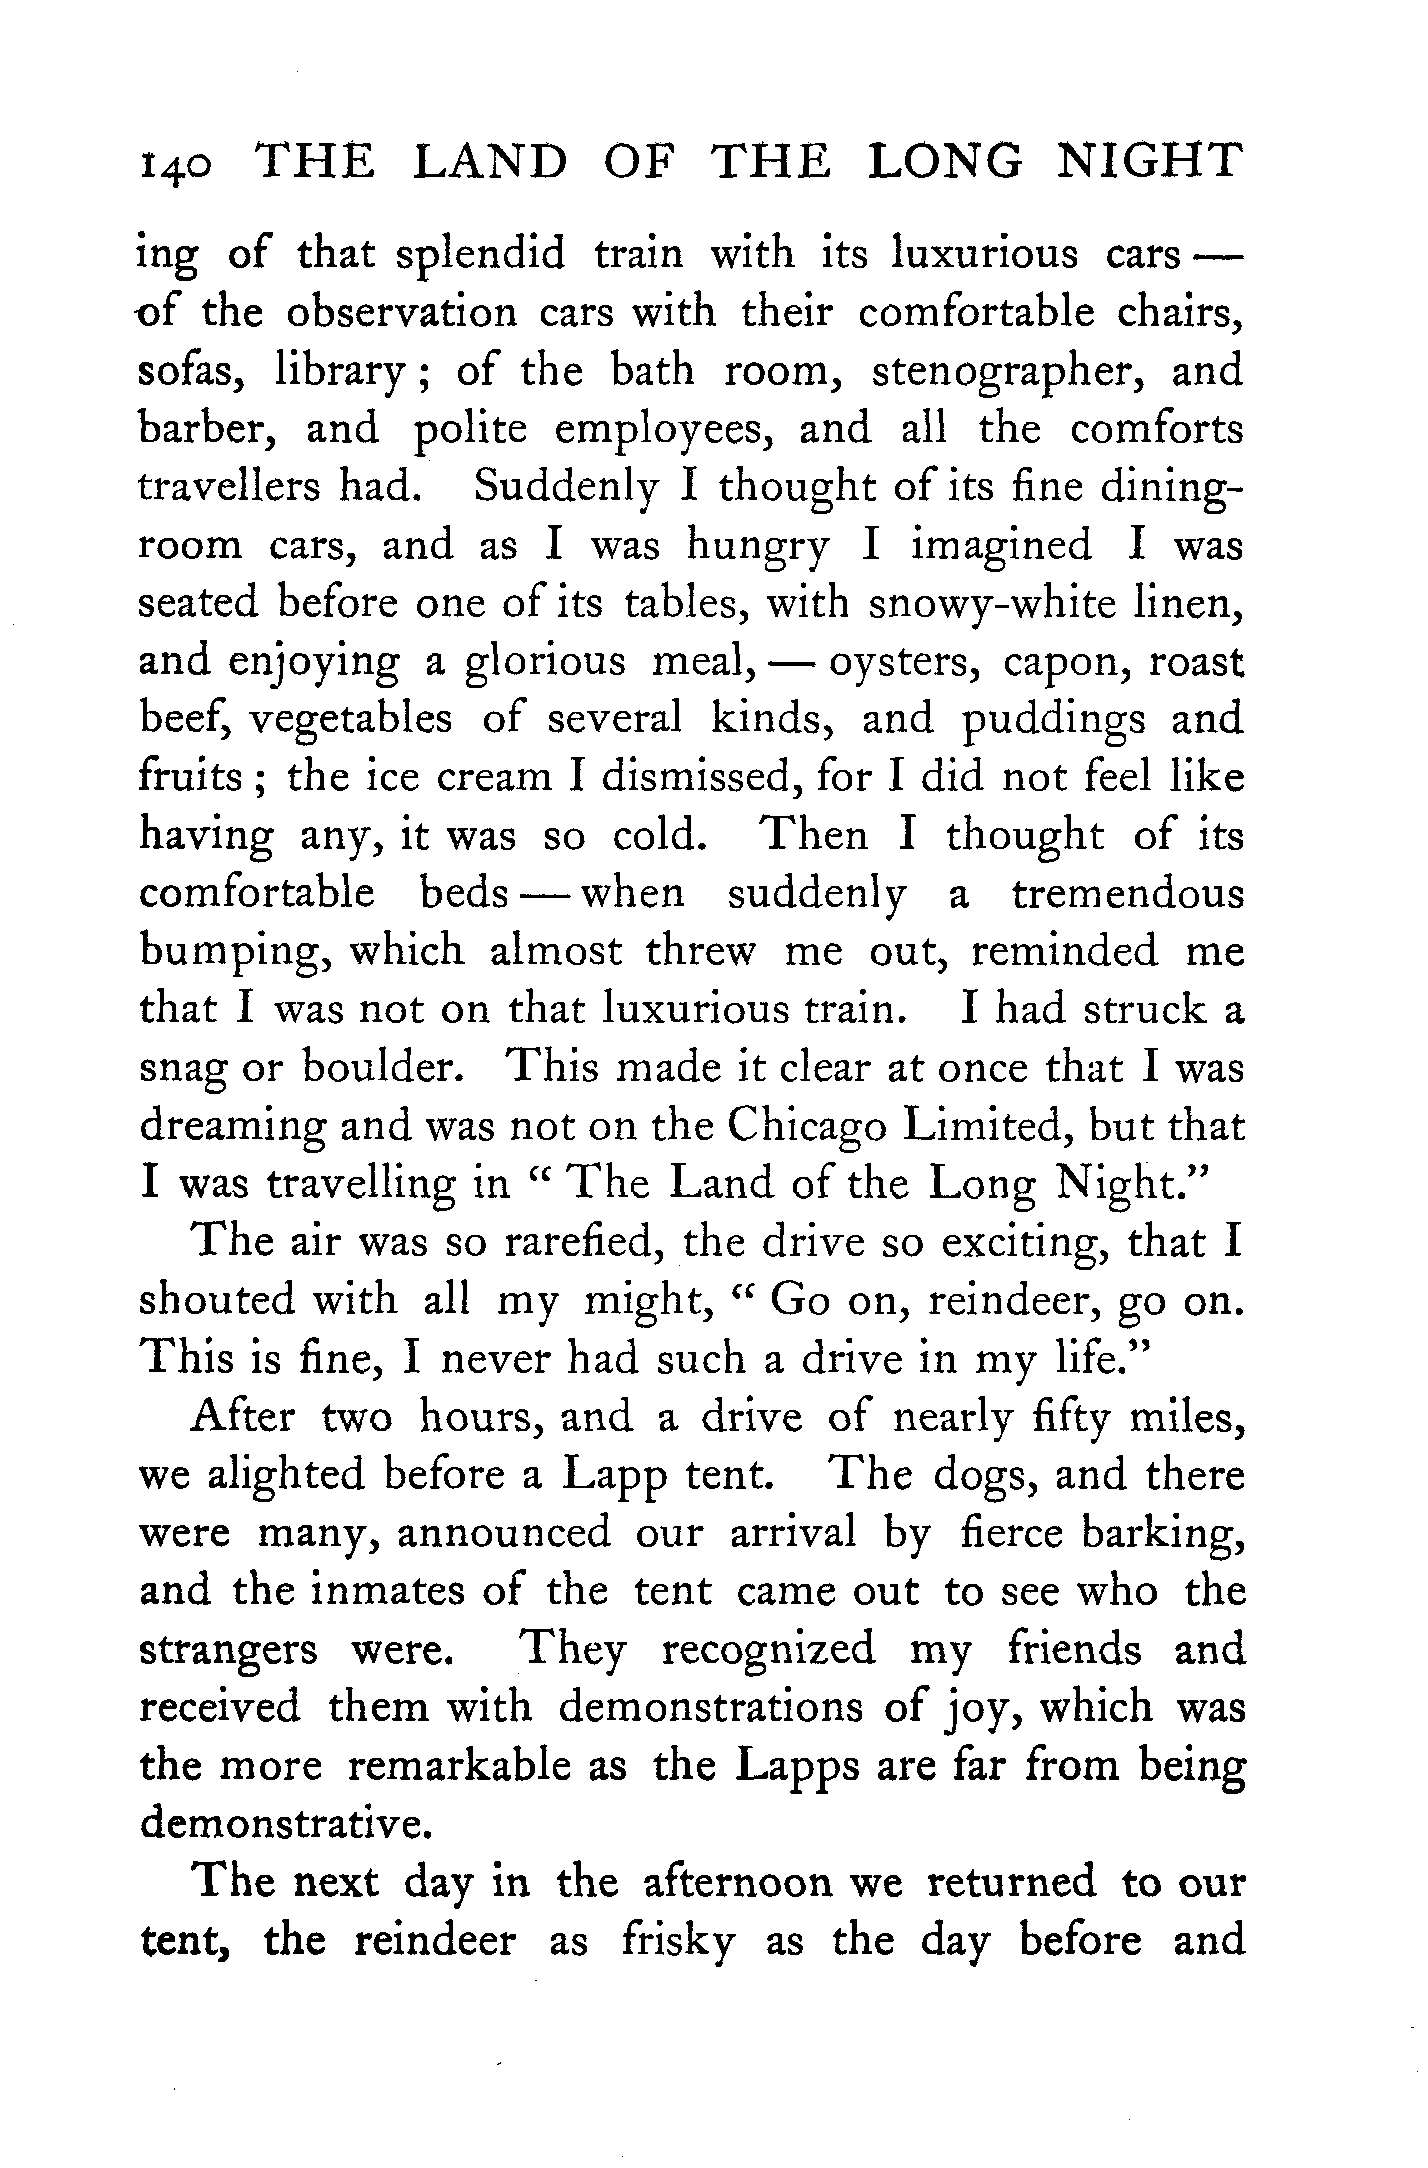 140 THE LAND OF THE LONG NIGHT
ing of that splendid train with its luxurious cars —
of the observation cars with their comfortable chairs,
sofas, library ; of the bath room, stenographer, and
barber, and polite employees, and all the comforts
travellers had. Suddenly I thought of its fine dining-
room cars, and as I was hungry I imagined I was
seated before one of its tables, with snowy-white linen,
and enjoying a glorious meal, — oysters, capon, roast
beef, vegetables of several kinds, and puddings and
fruits ; the ice cream I dismissed, for I did not feel like
having any, it was so cold. Then I thought of its
comfortable beds — when suddenly a tremendous
bumping, which almost threw me out, reminded me
that I was not on that luxurious train. I had struck a
snag or boulder. This made it clear at once that I was
dreaming and was not on the Chicago Limited, but that
I was travelling in “ The Land of the Long Night.”
The air was so rarefied, the drive so exciting, that I
shouted with all my might, “ Go on, reindeer, go on.
This is fine, I never had such a drive in my life.”
After two hours, and a drive of nearly fifty miles,
we alighted before a Lapp tent. The dogs, and there
were many, announced our arrival by fierce barking,
and the inmates of the tent came out to see who the
strangers were. They recognized my friends and
received them with demonstrations of joy, which was
the more remarkable as the Lapps are far from being
demonstrative.
The next day in the afternoon we returned to our
tent, the reindeer as frisky as the day before and